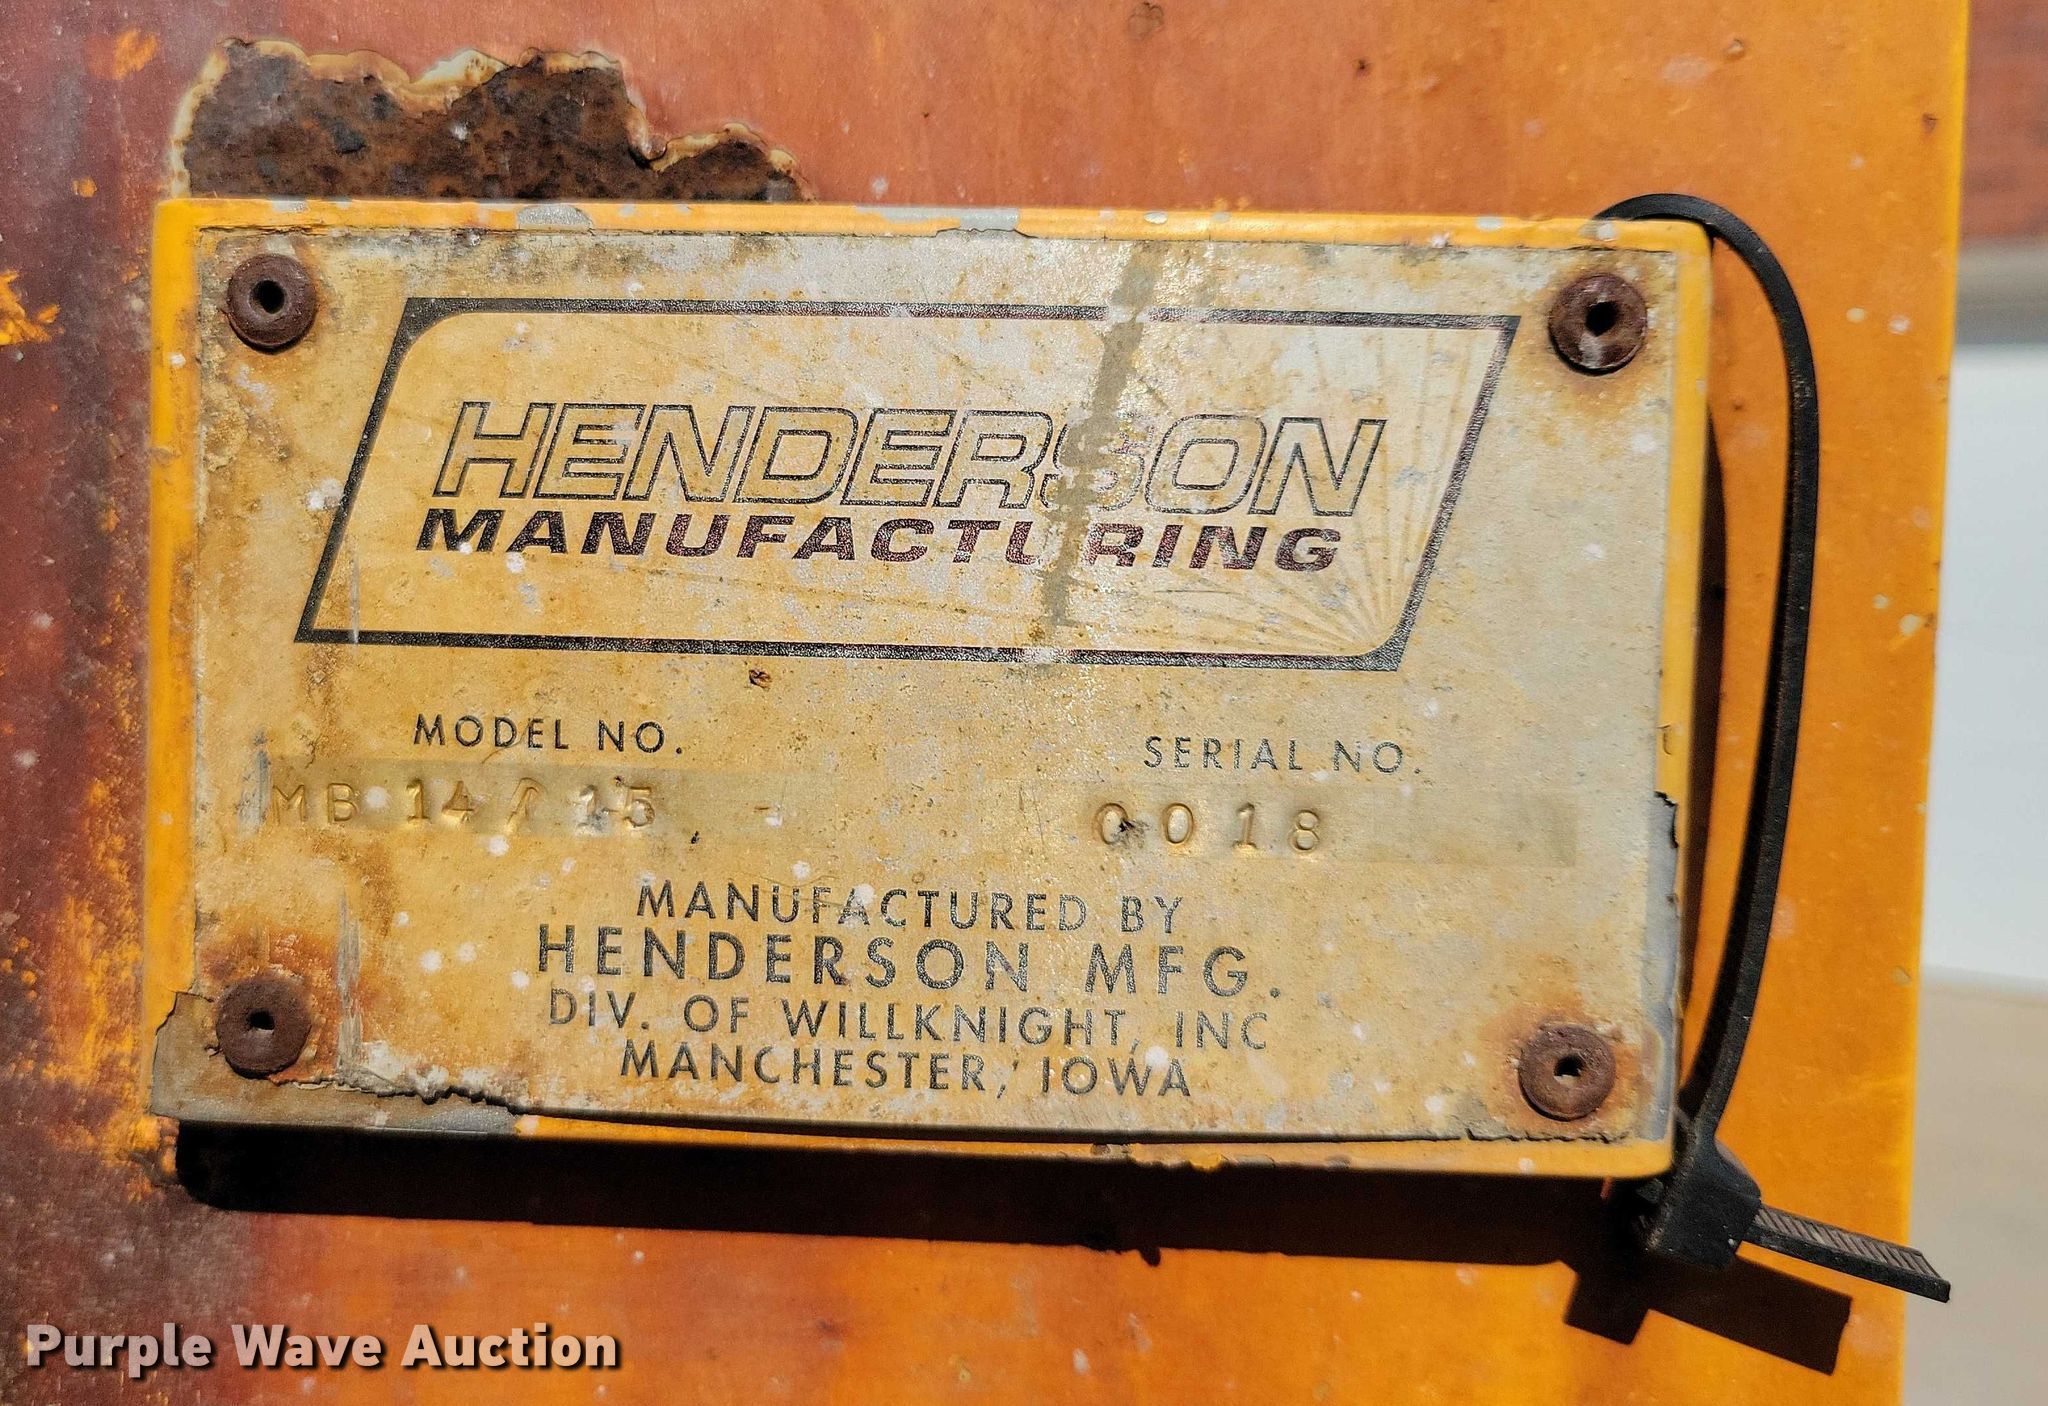 HENDERSON
MANUFACTURING
MODEL NO. SERIAL NO.
MB 14 15 0018
MANUFACTURED BY
HENDERSON MFG.
DIV. OF WILLKNIGHT, INC
MANCHESTER, IOWA
Purple Wave Auction